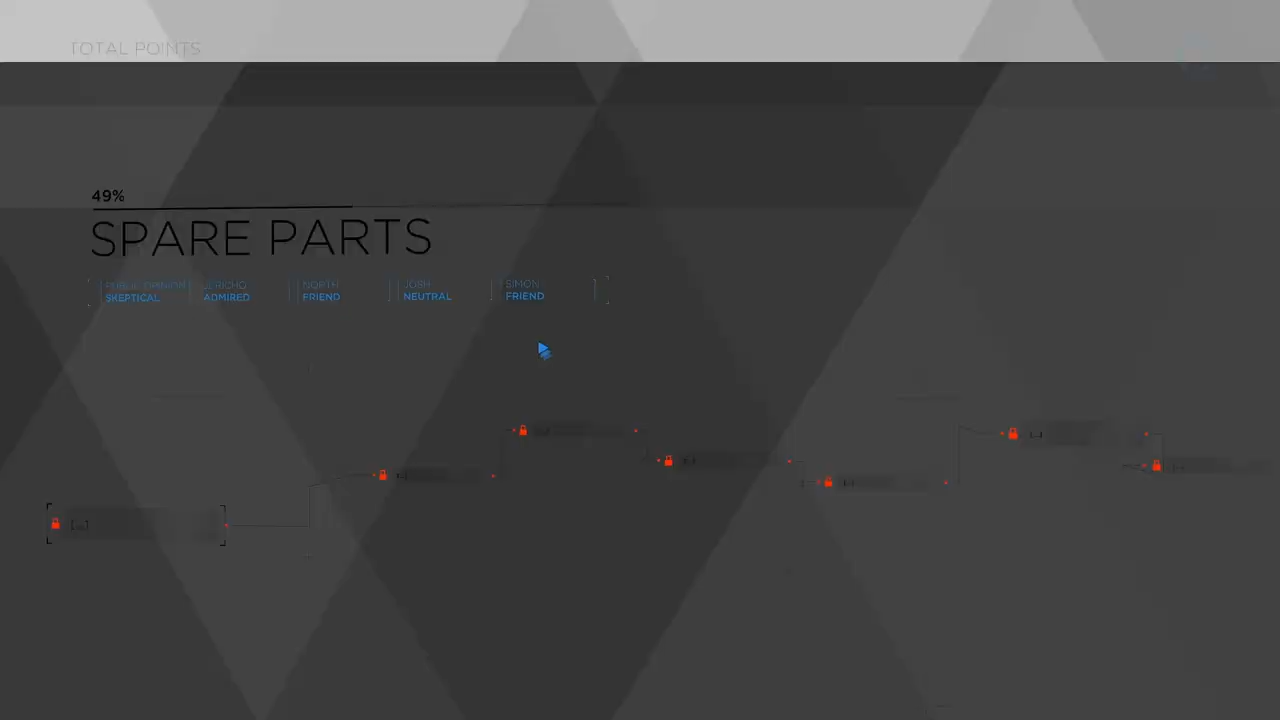 TOTAL POINTS
49%
SPARE PARTS
PUBLIC OPINION JERICHO NORTH JOSH SIMON
SKEPTICAL ADMIRED FRIEND NEUTRAL FRIEND